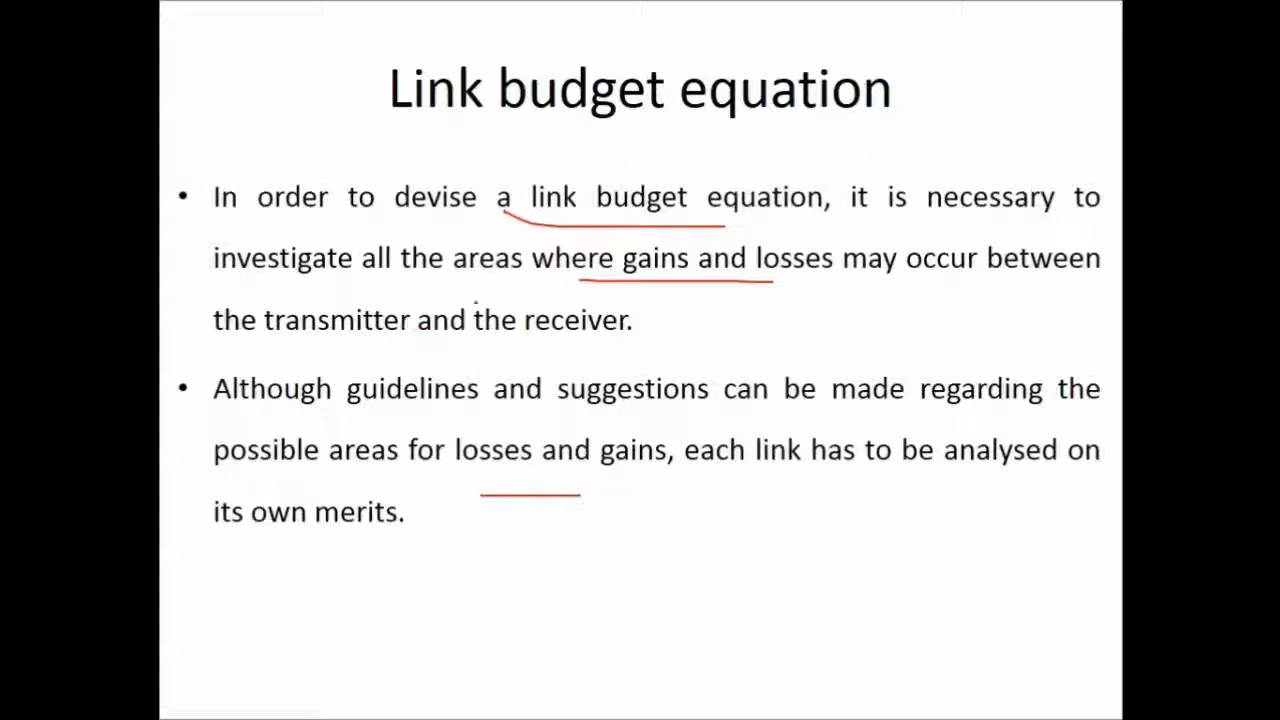 Link budget equation
• In order to devise a link budget equation, it is necessary to
investigate all the areas where gains and losses may occur between
the transmitter and the receiver.
• Although guidelines and suggestions can be made regarding the
possible areas for losses and gains, each link has to be analysed on
its own merits.